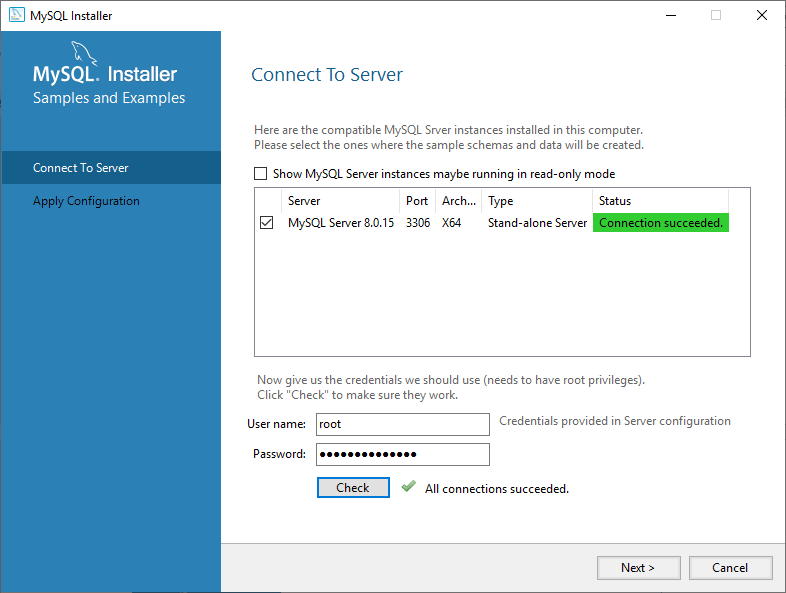 MySQL Installer
MySQL® Installer
Samples and Examples
Connect To Server
Apply Configuration
Connect To Server
Here are the compatible MySQL Srver instances installed in this computer.
Please select the ones where the sample schemas and data will be created.
Show MySQL Server instances maybe running in read-only mode
Server Port Arch... Type Status
MySQL Server 8.0.15 3306 X64 Stand-alone Server Connection succeeded.
Now give us the credentials we should use (needs to have root privileges).
Click "Check" to make sure they work.
User name: root Credentials provided in Server configuration
Password: ●●●●●●●●●●●●●●
Check All connections succeeded.
Next > Cancel